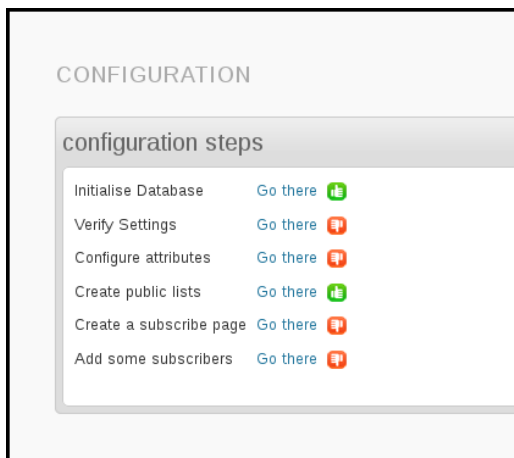 CONFIGURATION
configuration steps
Initialise Database Go there
Verify Settings Go there
Configure attributes Go there
Create public lists Go there
Create a subscribe page Go there
Add some subscribers Go there